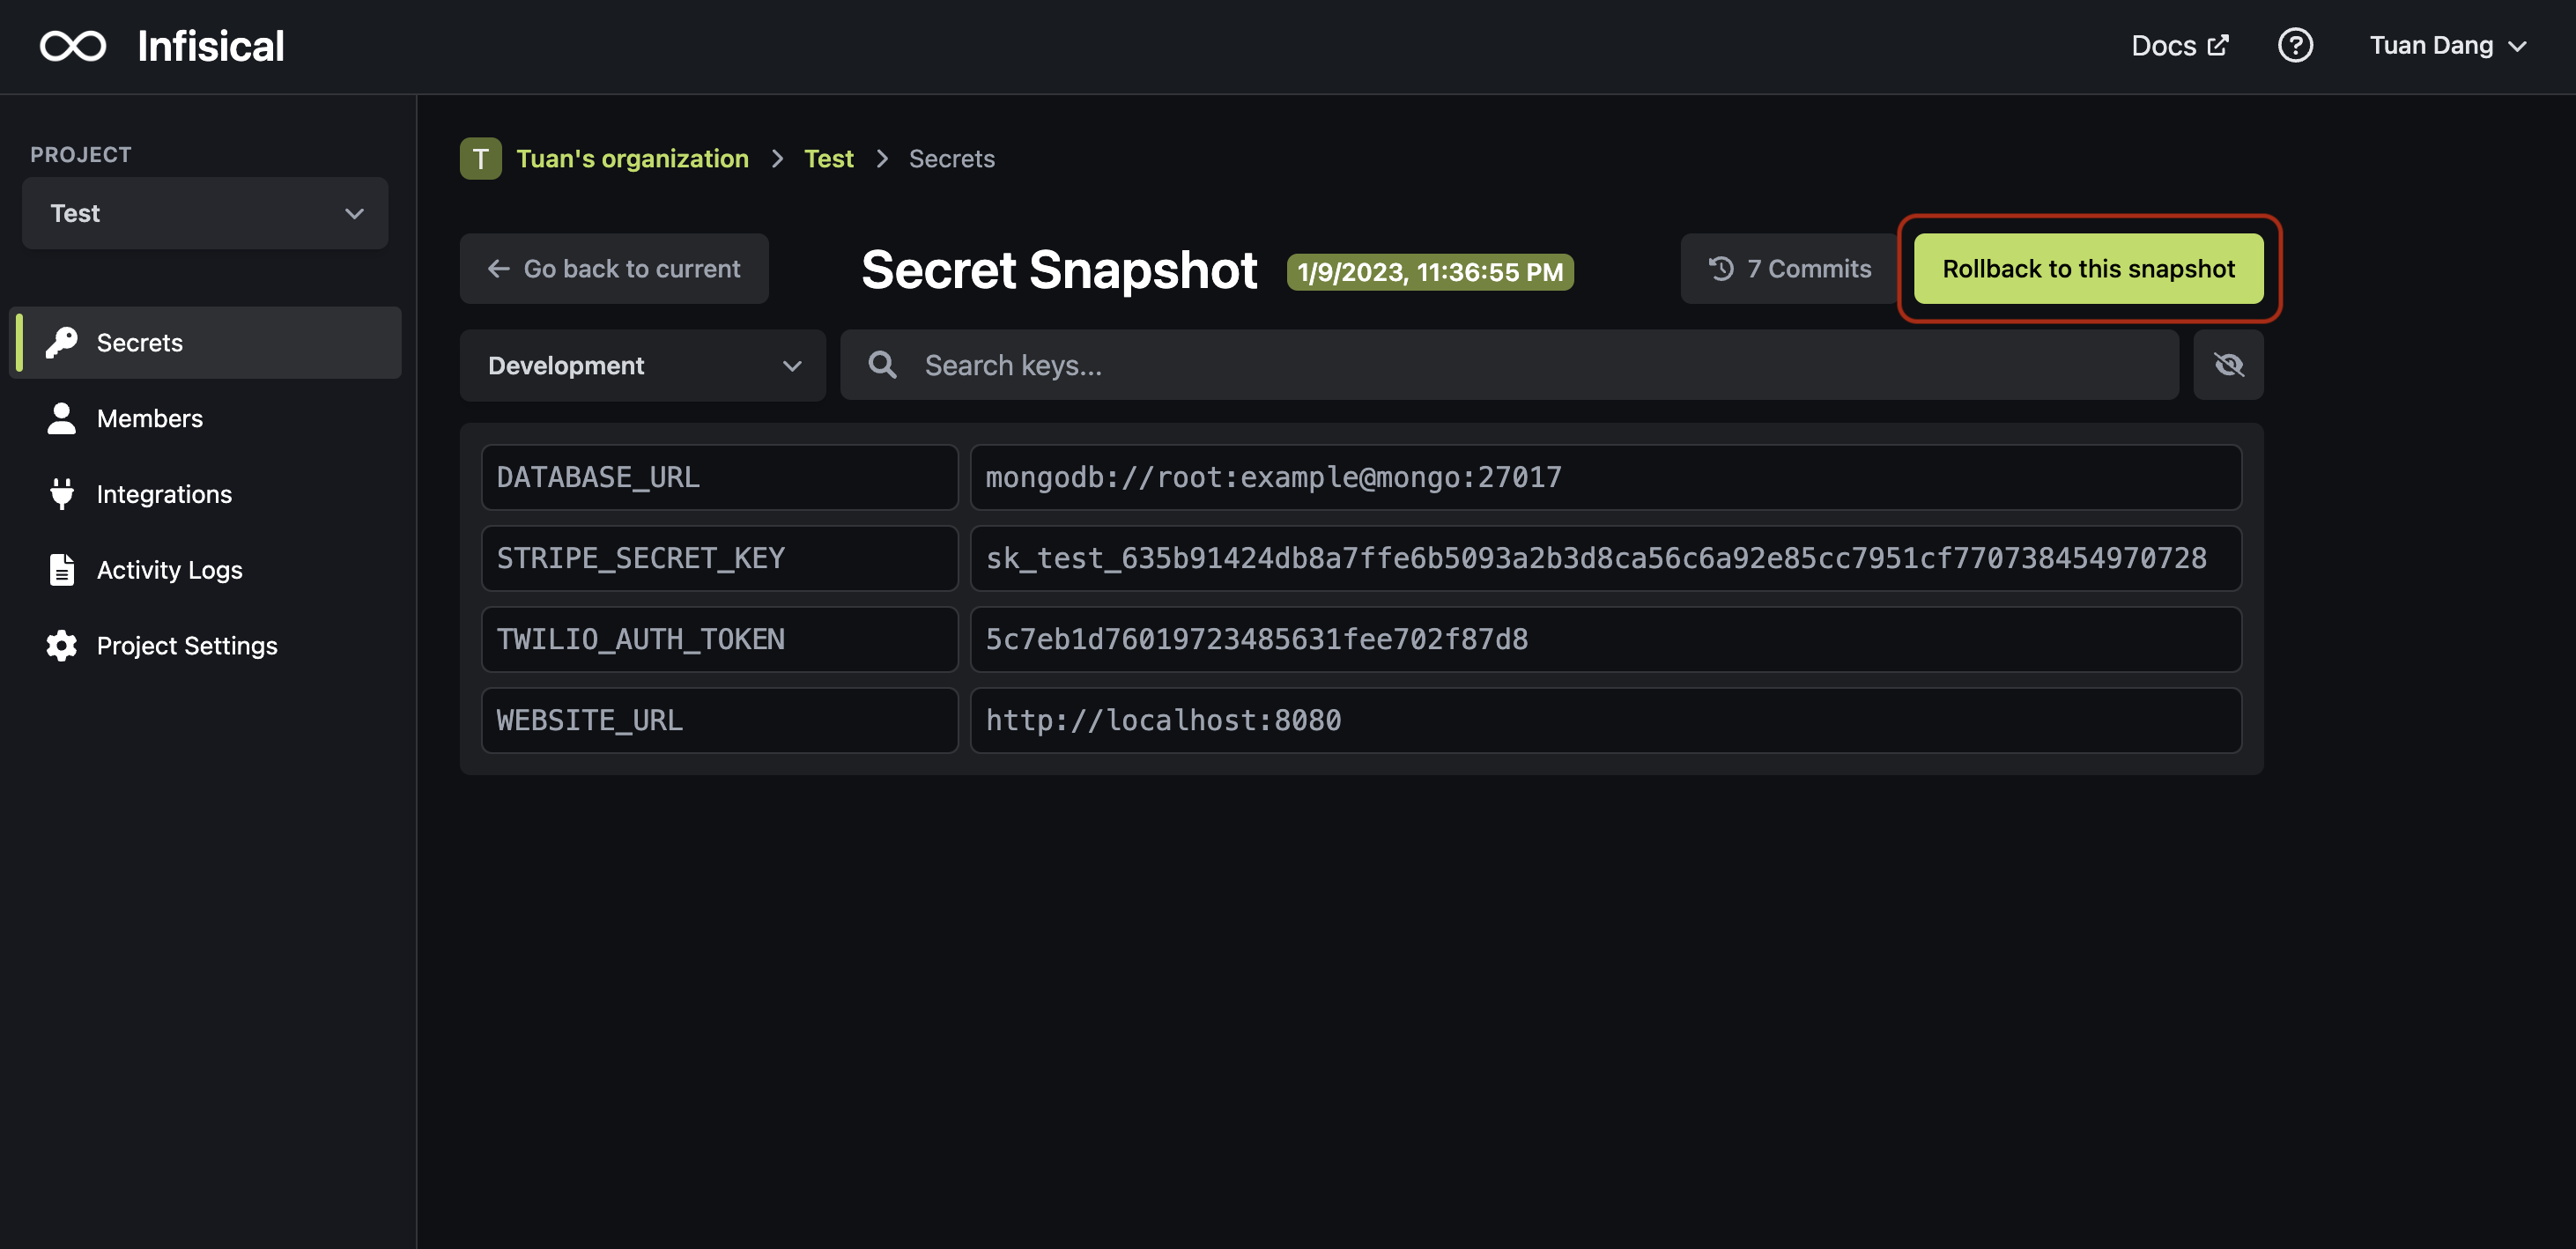 Infisical
Docs
Tuan Dang
PROJECT
Test
Secrets
Members
Integrations
Activity Logs
Project Settings
T Tuan's organization > Test > Secrets
Go back to current
Secret Snapshot 1/9/2023, 11:36:55 PM
7 Commits
Rollback to this snapshot
Development
Search keys...
DATABASE_URL mongodb://root:example@mongo:27017
STRIPE_SECRET_KEY sk_test_635b91424db8a7ffe6b5093a2b3d8ca56c6a92e85cc7951cf770738454970728
TWILIO_AUTH_TOKEN 5c7eb1d76019723485631fee702f87d8
WEBSITE_URL http://localhost:8080